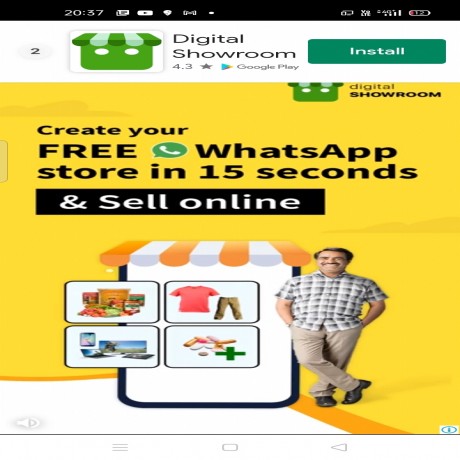 20:37
2
Digital
Showroom
4.3 ★ Google Play
Install
digital
SHOWROOM
Create your
FREE WhatsApp
store in 15 seconds
& Sell online